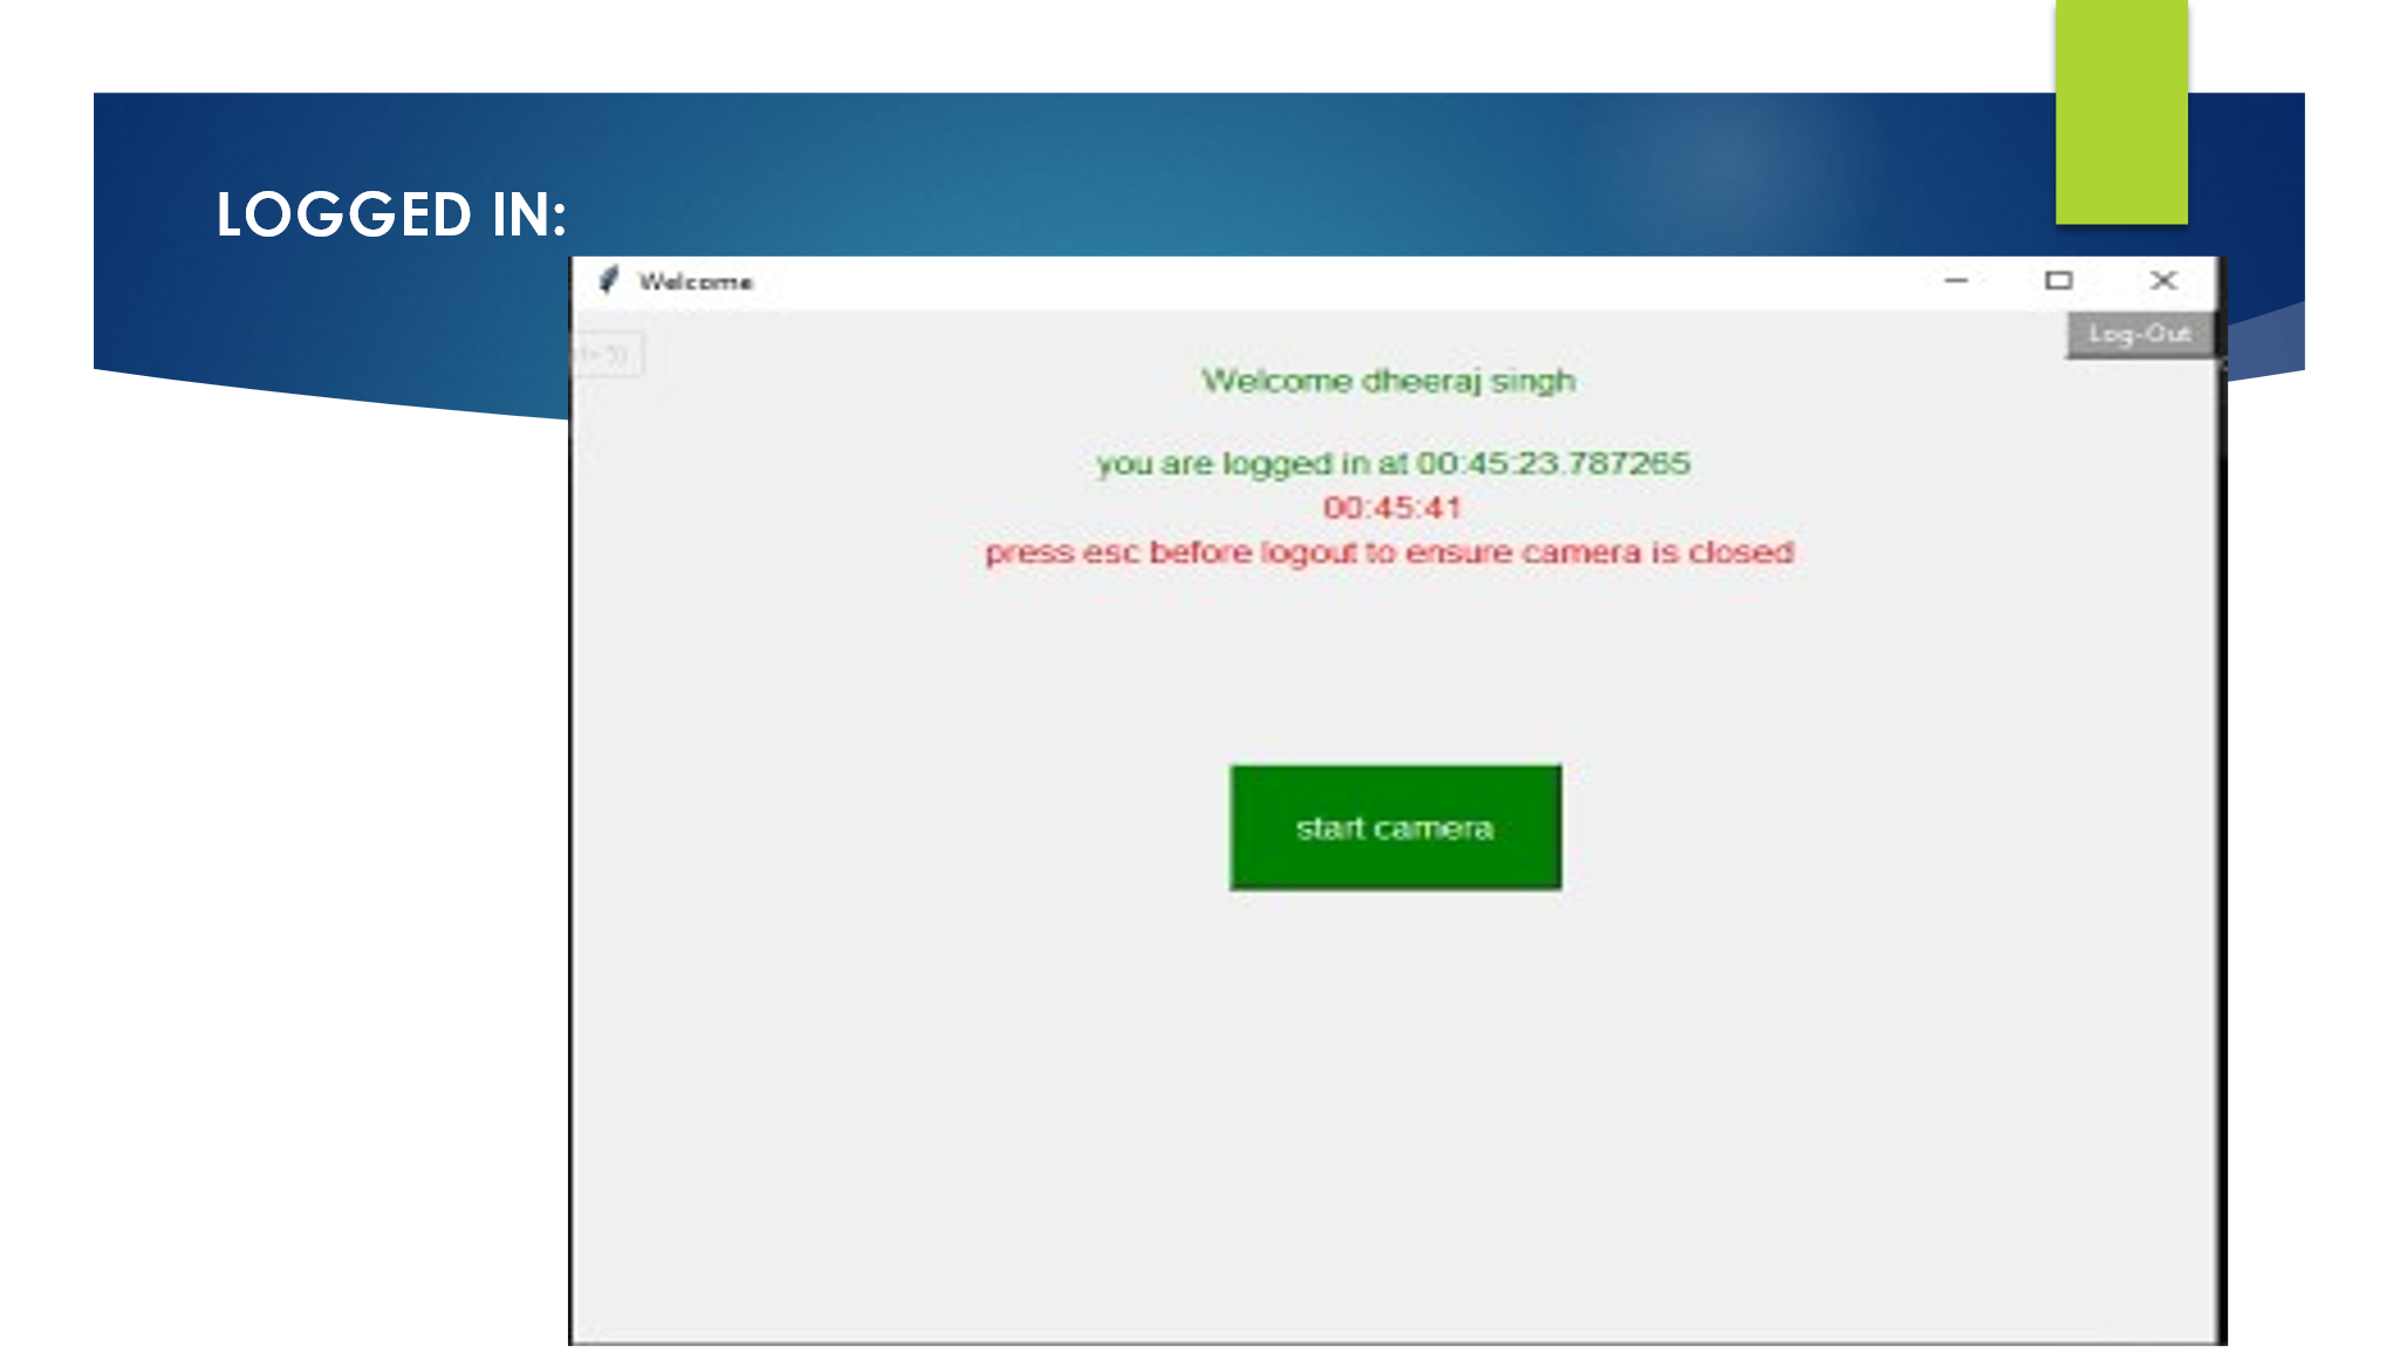 LOGGED IN:
Welcome
Log-Out
Welcome dheeraj singh
you are logged in at 00:45:23.787265
00:45:41
press esc before logout to ensure camera is closed
start camera